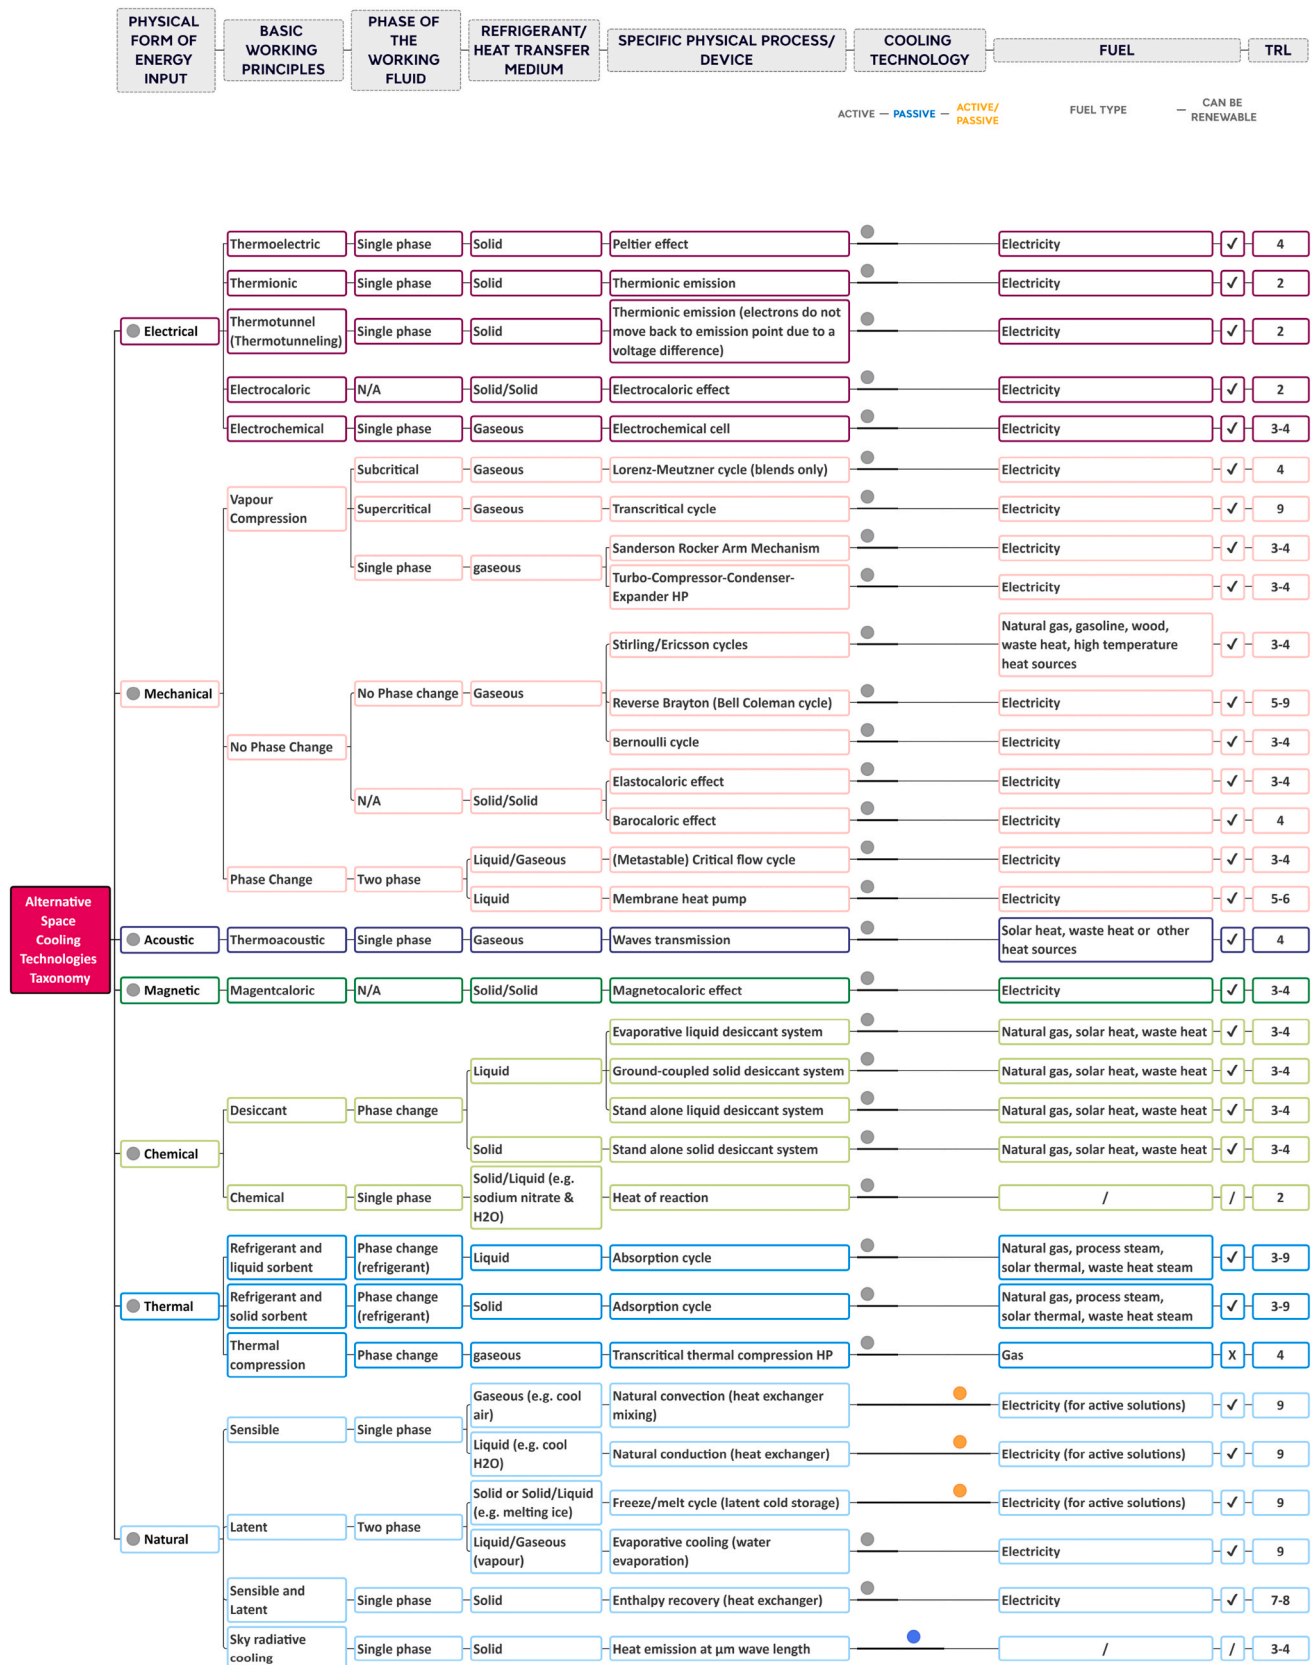 PHYSICAL
FORM OF
ENERGY
INPUT
BASIC
WORKING
PRINCIPLES
PHASE OF
THE
WORKING
FLUID
REFRIGERANT/
HEAT TRANSFER
MEDIUM
SPECIFIC PHYSICAL PROCESS/
DEVICE
COOLING
TECHNOLOGY
FUEL
TRL
ACTIVE — PASSIVE — ACTIVE/
PASSIVE
FUEL TYPE
— CAN BE
RENEWABLE
Alternative
Space
Cooling
Technologies
Taxonomy
Electrical
Thermoelectric
Single phase
Solid
Peltier effect
Electricity
✓
4
Thermionic
Single phase
Solid
Thermionic emission
Electricity
✓
2
Thermotunnel
(Thermotunneling)
Single phase
Solid
Thermionic emission (electrons do not
move back to emission point due to a
voltage difference)
Electricity
✓
2
Electrocaloric
N/A
Solid/Solid
Electrocaloric effect
Electricity
✓
2
Electrochemical
Single phase
Gaseous
Electrochemical cell
Electricity
✓
3-4
Mechanical
Vapour
Compression
Subcritical
Gaseous
Lorenz-Meutzner cycle (blends only)
Electricity
✓
4
Supercritical
Gaseous
Transcritical cycle
Electricity
✓
9
Single phase
gaseous
Sanderson Rocker Arm Mechanism
Electricity
✓
3-4
Turbo-Compressor-Condenser-
Expander HP
Electricity
✓
3-4
No Phase Change
No Phase change
Gaseous
Stirling/Ericsson cycles
Natural gas, gasoline, wood,
waste heat, high temperature
heat sources
✓
3-4
Reverse Brayton (Bell Coleman cycle)
Electricity
✓
5-9
Bernoulli cycle
Electricity
✓
3-4
N/A
Solid/Solid
Elastocaloric effect
Electricity
✓
3-4
Barocaloric effect
Electricity
✓
4
Phase Change
Two phase
Liquid/Gaseous
(Metastable) Critical flow cycle
Electricity
✓
3-4
Liquid
Membrane heat pump
Electricity
✓
5-6
Acoustic
Thermoacoustic
Single phase
Gaseous
Waves transmission
Solar heat, waste heat or other
heat sources
✓
4
Magnetic
Magentcaloric
N/A
Solid/Solid
Magnetocaloric effect
Electricity
✓
3-4
Chemical
Desiccant
Phase change
Liquid
Evaporative liquid desiccant system
Natural gas, solar heat, waste heat
✓
3-4
Ground-coupled solid desiccant system
Natural gas, solar heat, waste heat
✓
3-4
Stand alone liquid desiccant system
Natural gas, solar heat, waste heat
✓
3-4
Solid
Stand alone solid desiccant system
Natural gas, solar heat, waste heat
✓
3-4
Chemical
Single phase
Solid/Liquid (e.g.
sodium nitrate &
H2O)
Heat of reaction
/
/
2
Thermal
Refrigerant and
liquid sorbent
Phase change
(refrigerant)
Liquid
Absorption cycle
Natural gas, process steam,
solar thermal, waste heat steam
✓
3-9
Refrigerant and
solid sorbent
Phase change
(refrigerant)
Solid
Adsorption cycle
Natural gas, process steam,
solar thermal, waste heat steam
✓
3-9
Thermal
compression
Phase change
gaseous
Transcritical thermal compression HP
Gas
X
4
Natural
Sensible
Single phase
Gaseous (e.g. cool
air)
Natural convection (heat exchanger
mixing)
Electricity (for active solutions)
✓
9
Liquid (e.g. cool
H2O)
Natural conduction (heat exchanger)
Electricity (for active solutions)
✓
9
Latent
Two phase
Solid or Solid/Liquid
(e.g. melting ice)
Freeze/melt cycle (latent cold storage)
Electricity (for active solutions)
✓
9
Liquid/Gaseous
(vapour)
Evaporative cooling (water
evaporation)
Electricity
✓
9
Sensible and
Latent
Single phase
Solid
Enthalpy recovery (heat exchanger)
Electricity
✓
7-8
Sky radiative
cooling
Single phase
Solid
Heat emission at µm wave length
/
/
3-4